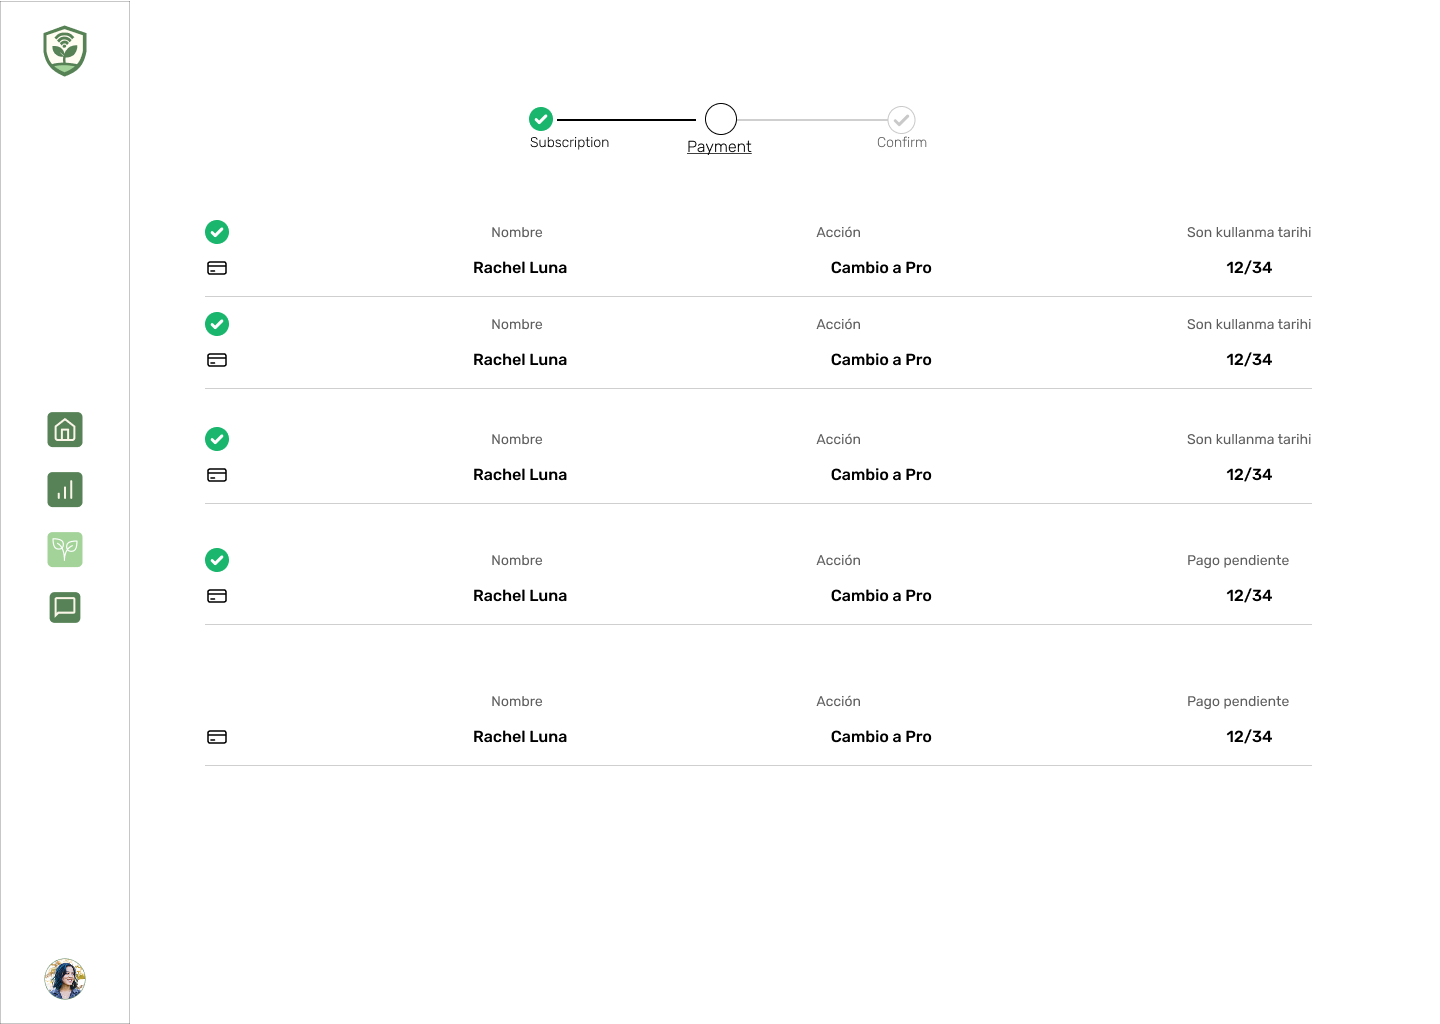 Subscription
Payment
Confirm
Nombre Acción Son kullanma tarihi
Rachel Luna Cambio a Pro 12/34
Nombre Acción Son kullanma tarihi
Rachel Luna Cambio a Pro 12/34
Nombre Acción Son kullanma tarihi
Rachel Luna Cambio a Pro 12/34
Nombre Acción Pago pendiente
Rachel Luna Cambio a Pro 12/34
Nombre Acción Pago pendiente
Rachel Luna Cambio a Pro 12/34